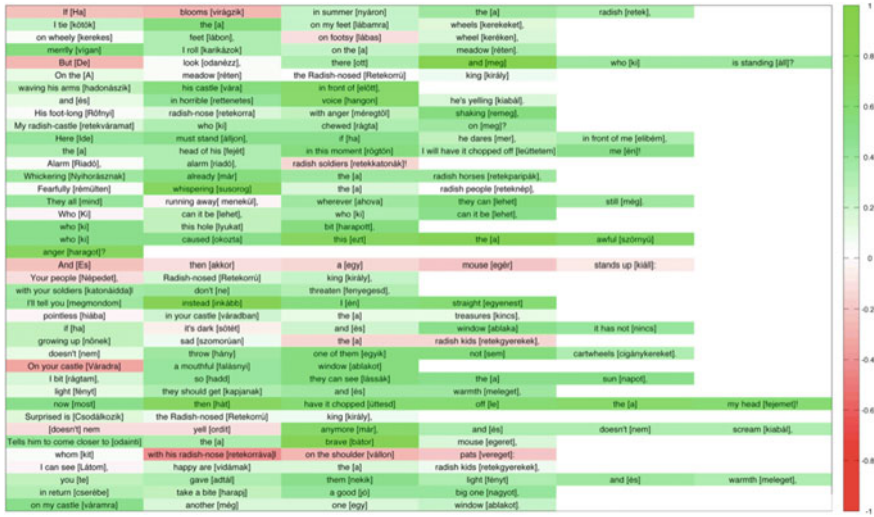 If [Ha] blooms [virágzik] in summer [nyáron] the [a] radish [retek],
I tie [kötök] the [a] on my feet [lábamra] wheels [kerekeket],
on wheely [kerekes] feet [lábon], on footsy [lábas] wheel [keréken],
merrily [vígan] I roll [karikázok] on the [a] meadow [réten].
But [De] look [odanézz], there [ott] and [meg] who [ki] is standing [áll]?
On the [A] meadow [réten] the Radish-nosed [Retekorrú] king [király]
waving his arms [hadonászik] his castle [vára] in front of [előtt],
and [és] in horrible [rettenetes] voice [hangon] he's yelling [kiabál].
His foot-long [Rőfnyi] radish-nose [retekorra] with anger [méregtől] shaking [remeg],
My radish-castle [retekváramat] who [ki] chewed [rágta] on [meg]?
Here [Ide] must stand [álljon], if [ha] he dares [mer], in front of me [elibém],
the [a] head of his [fejét] in this moment [rögtön] I will have it chopped off [leüttetem] me [én]!
Alarm [Riadó], alarm [riadó], radish soldiers [retekkatonák]!
Whickering [Nyihorásznak] already [már] the [a] radish horses [retekparipák],
Fearfully [rémülten] whispering [susorog] the [a] radish people [reteknép],
They all [mind] running away[ menekül], wherever [ahova] they can [lehet] still [még].
Who [Ki] can it be [lehet], who [ki] can it be [lehet],
who [ki] this hole [lyukat] bit [harapott],
who [ki] caused [okozta] this [ezt] the [a] awful [szörnyű]
anger [haragot]?
And [És] then [akkor] a [egy] mouse [egér] stands up [kiáll]:
Your people [Népedet], Radish-nosed [Retekorrú] king [király],
with your soldiers [katonáidda]l don't [ne] threaten [fenyegesd],
I'll tell you [megmondom] instead [inkább] I [én] straight [egyenest]
pointless [hiába] in your castle [váradban] the [a] treasures [kincs],
if [ha] it's dark [sötét] and [és] window [ablaka] it has not [nincs]
growing up [nőnek] sad [szomorúan] the [a] radish kids [retekgyerekek],
doesn't [nem] throw [hány] one of them [egyik] not [sem] cartwheels [cigánykereket].
On your castle [Váradra] a mouthful [falásnyi] window [ablakot]
I bit [rágtam], so [hadd] they can see [lássák] the [a] sun [napot],
light [fényt] they should get [kapjanak] and [és] warmth [meleget],
now [most] then [hát] have it chopped [üttesd] off [le] the [a] my head [fejemet]!
Surprised is [Csodálkozik] the Radish-nosed [Retekorrú] king [király],
[doesn't] nem yell [ordít] anymore [már], and [és] doesn't [nem] scream [kiabál],
Tells him to come closer to [odainti] the [a] brave [bátor] mouse [egeret],
whom [kit] with his radish-nose [retekorrával] on the shoulder [vállon] pats [vereget]:
I can see [Látom], happy are [vidámak] the [a] radish kids [retekgyerekek],
you [te] gave [adtál] them [nekik] light [fényt] and [és] warmth [meleget],
in return [cserébe] take a bite [harapj] a good [jó] big one [nagyot],
on my castle [váramra] another [még] one [egy] window [ablakot].
1
0.8
0.6
0.4
0.2
0
-0.2
-0.4
-0.6
-0.8
-1